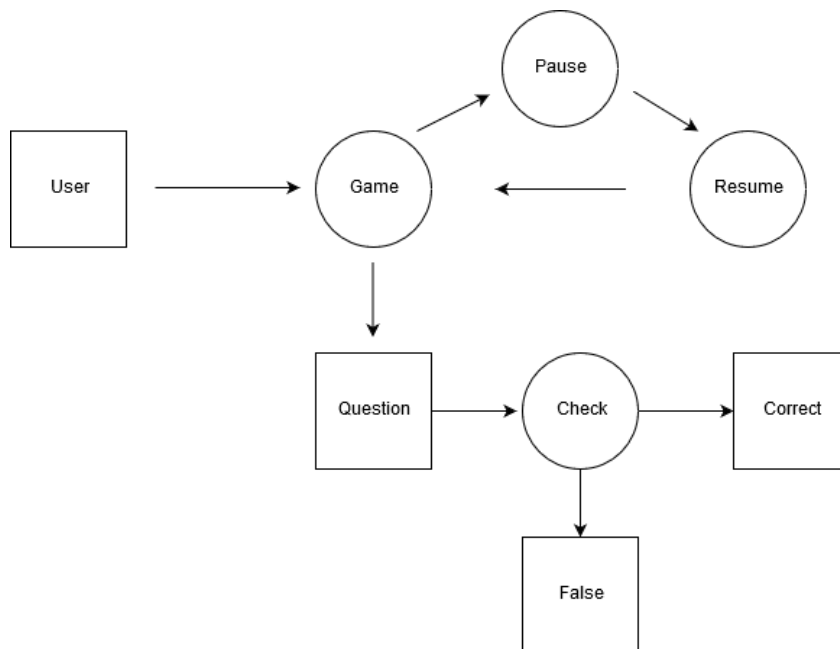 Pause
User
Game
Resume
Question
Check
Correct
False